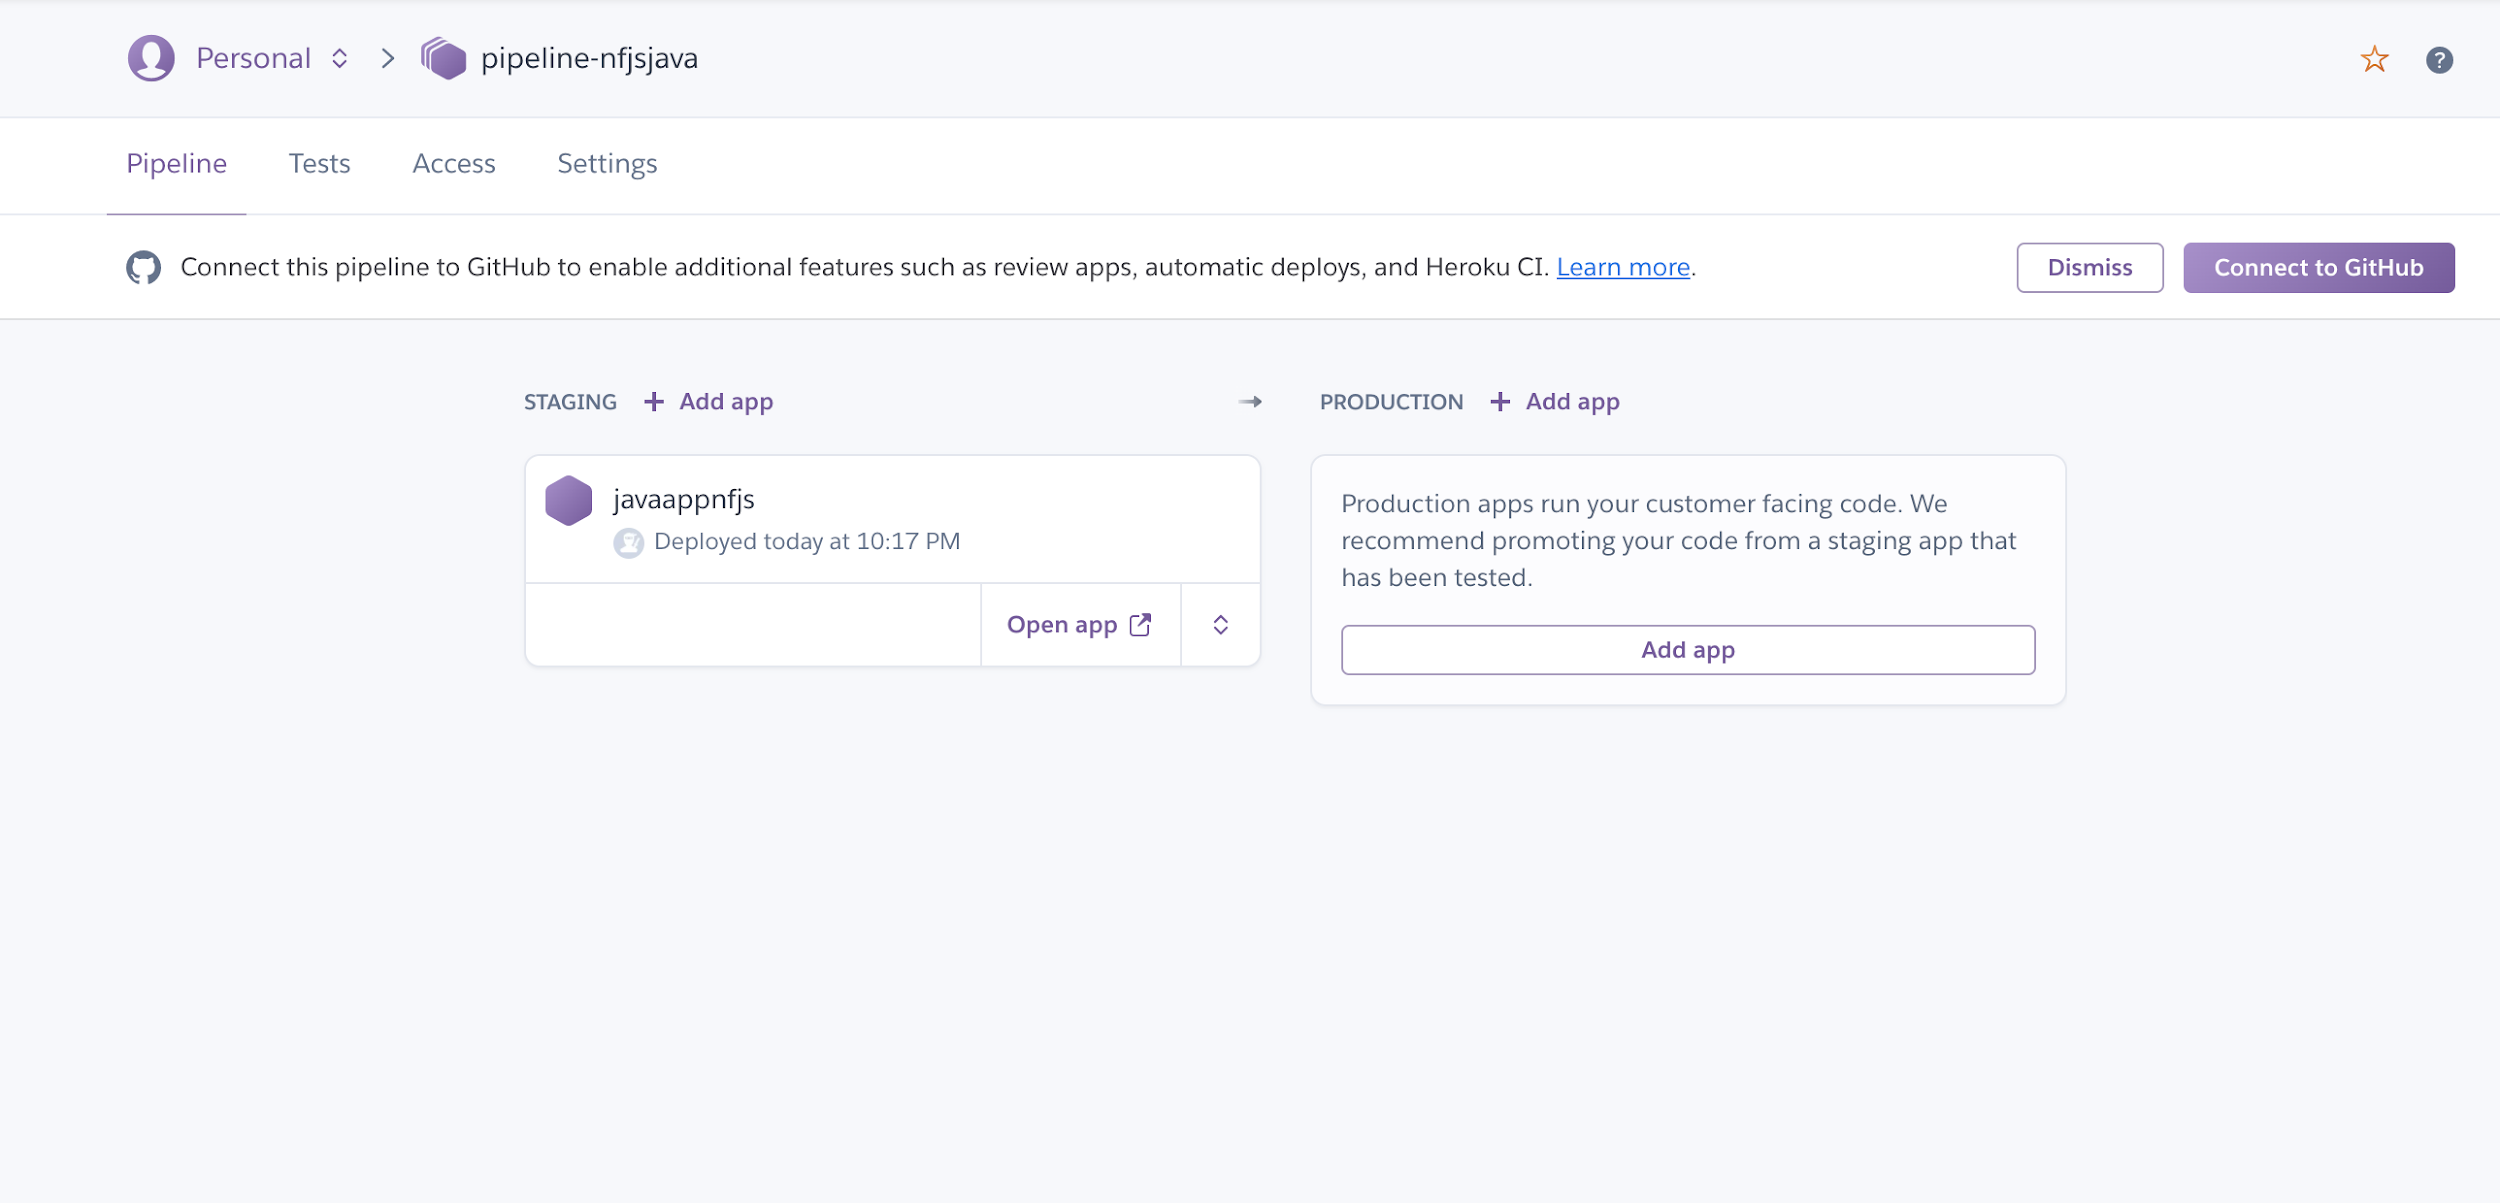 Personal pipeline-nfjsjava
?
Pipeline Tests Access Settings
Connect this pipeline to GitHub to enable additional features such as review apps, automatic deploys, and Heroku CI. Learn more.
Dismiss
Connect to GitHub
STAGING + Add app
PRODUCTION + Add app
javaappnfjs
Deployed today at 10:17 PM
Open app
Production apps run your customer facing code. We
recommend promoting your code from a staging app that
has been tested.
Add app